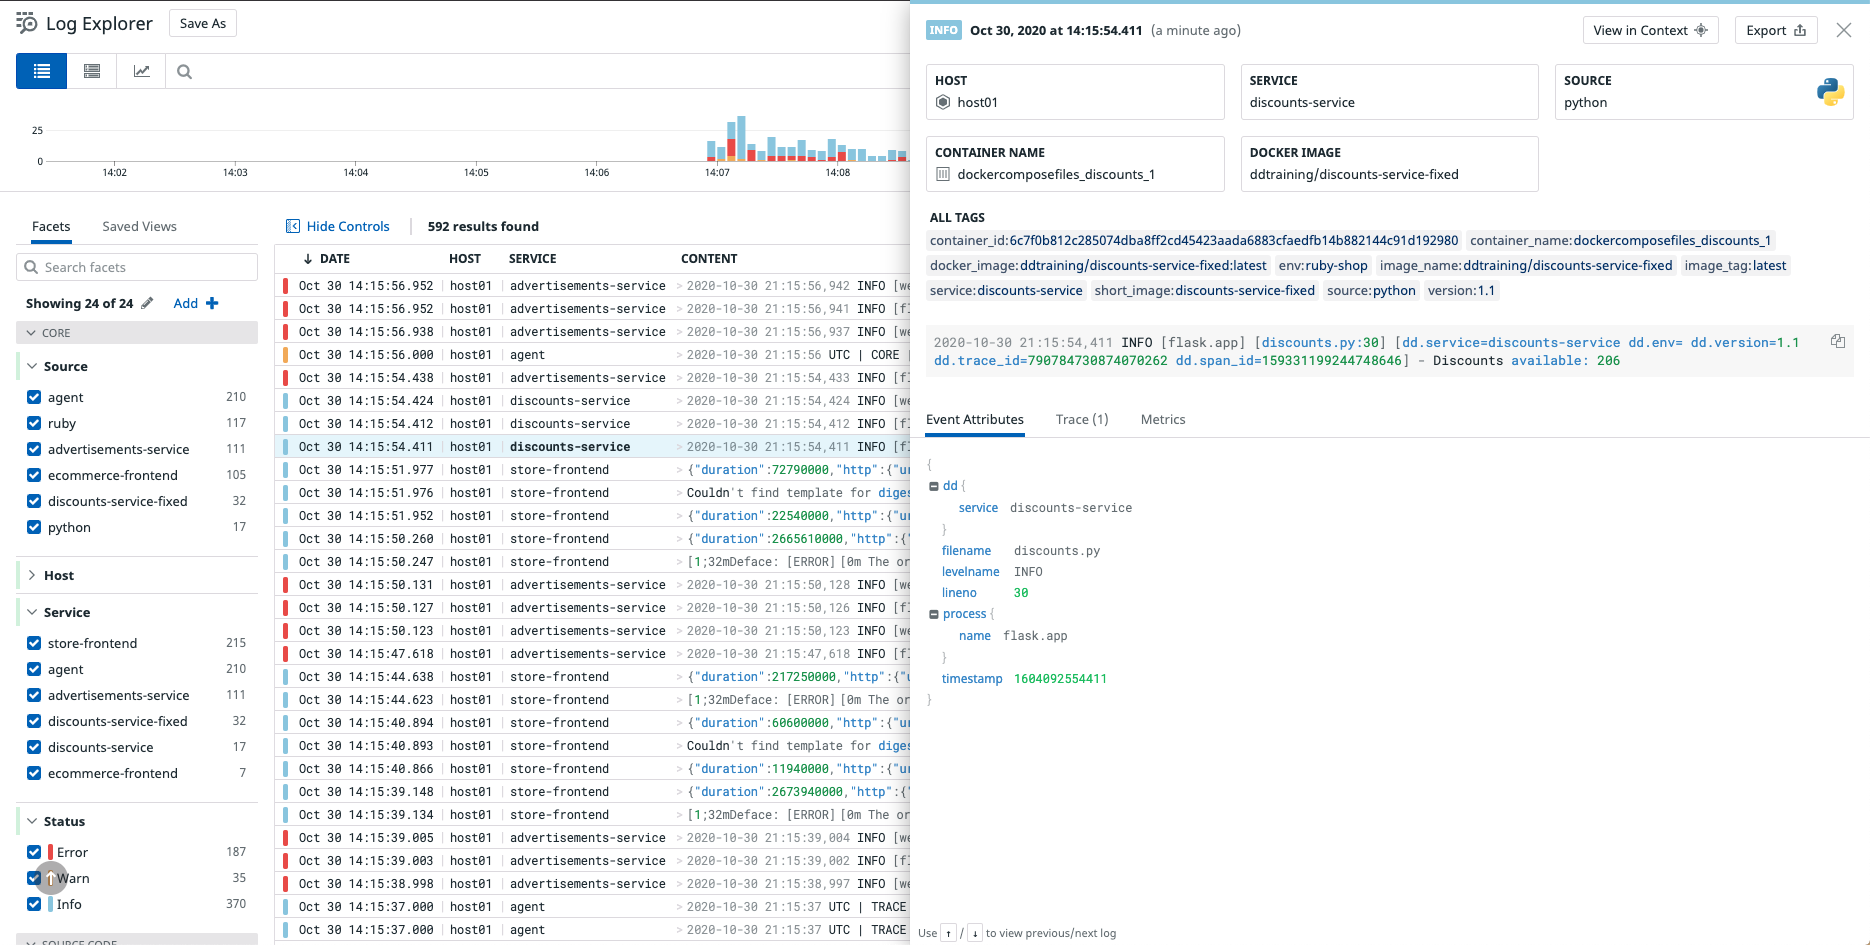 Log Explorer
Save As
25
0
14:02
14:03
14:04
14:05
14:06
14:07
14:08
Facets
Saved Views
Search facets
Showing 24 of 24
Add
CORE
Source
agent 210
ruby 117
advertisements-service 111
ecommerce-frontend 105
discounts-service-fixed 32
python 17
Host
Service
store-frontend 215
agent 210
advertisements-service 111
discounts-service-fixed 32
discounts-service 17
ecommerce-frontend 7
Status
Error 187
Warn 35
Info 370
SOURCE CODE
Hide Controls
592 results found
DATE HOST SERVICE CONTENT
Oct 30 14:15:56.952 host01 advertisements-service > 2020-10-30 21:15:56,942 INFO [we
Oct 30 14:15:56.952 host01 advertisements-service > 2020-10-30 21:15:56,941 INFO [fl
Oct 30 14:15:56.938 host01 advertisements-service > 2020-10-30 21:15:56,937 INFO [we
Oct 30 14:15:56.000 host01 agent > 2020-10-30 21:15:56 UTC | CORE |
Oct 30 14:15:54.438 host01 advertisements-service > 2020-10-30 21:15:54,433 INFO [fl
Oct 30 14:15:54.424 host01 discounts-service > 2020-10-30 21:15:54,424 INFO [we
Oct 30 14:15:54.412 host01 discounts-service > 2020-10-30 21:15:54,412 INFO [fl
Oct 30 14:15:54.411 host01 discounts-service > 2020-10-30 21:15:54,411 INFO [fl
Oct 30 14:15:51.977 host01 store-frontend > {"duration":72790000,"http":{"ur
Oct 30 14:15:51.976 host01 store-frontend > Couldn't find template for diges
Oct 30 14:15:51.952 host01 store-frontend > {"duration":22540000,"http":{"ur
Oct 30 14:15:50.260 host01 store-frontend > {"duration":2665610000,"http":{"
Oct 30 14:15:50.247 host01 store-frontend > [1;32mDeface: [ERROR] [0m The or
Oct 30 14:15:50.131 host01 advertisements-service > 2020-10-30 21:15:50,128 INFO [we
Oct 30 14:15:50.127 host01 advertisements-service > 2020-10-30 21:15:50,126 INFO [fl
Oct 30 14:15:50.123 host01 advertisements-service > 2020-10-30 21:15:50,123 INFO [we
Oct 30 14:15:47.618 host01 advertisements-service > 2020-10-30 21:15:47,618 INFO [fl
Oct 30 14:15:44.638 host01 store-frontend > {"duration":217250000,"http":{"u
Oct 30 14:15:44.623 host01 store-frontend > [1;32mDeface: [ERROR] [0m The or
Oct 30 14:15:40.894 host01 store-frontend > {"duration":60600000,"http":{"ur
Oct 30 14:15:40.893 host01 store-frontend > Couldn't find template for diges
Oct 30 14:15:40.866 host01 store-frontend > {"duration":11940000,"http":{"ur
Oct 30 14:15:39.148 host01 store-frontend > {"duration":2673940000,"http":{"
Oct 30 14:15:39.134 host01 store-frontend > [1;32mDeface: [ERROR] [0m The or
Oct 30 14:15:39.005 host01 advertisements-service > 2020-10-30 21:15:39,004 INFO [we
Oct 30 14:15:39.003 host01 advertisements-service > 2020-10-30 21:15:39,002 INFO [fl
Oct 30 14:15:38.998 host01 advertisements-service > 2020-10-30 21:15:38,997 INFO [we
Oct 30 14:15:37.000 host01 agent > 2020-10-30 21:15:37 UTC | TRACE
Oct 30 14:15:37.000 host01 agent > 2020-10-30 21:15:37 UTC | TRACE
INFO Oct 30, 2020 at 14:15:54.411 (a minute ago)
View in Context
Export
HOST
host01
SERVICE
discounts-service
SOURCE
python
CONTAINER NAME
dockercomposefiles_discounts_1
DOCKER IMAGE
ddtraining/discounts-service-fixed
ALL TAGS
container_id:6c7f0b812c285074dba8ff2cd45423aada6883cfaedfb14b882144c91d192980 container_name:dockercomposefiles_discounts_1
docker_image:ddtraining/discounts-service-fixed:latest env:ruby-shop image_name:ddtraining/discounts-service-fixed image_tag:latest
service:discounts-service short_image:discounts-service-fixed source:python version:1.1
2020-10-30 21:15:54,411 INFO [flask.app] [discounts.py:30] [dd.service=discounts-service dd.env= dd.version=1.1
dd.trace_id=790784730874070262 dd.span_id=159331199244748646] - Discounts available: 206
Event Attributes
Trace (1)
Metrics
{
dd {
service discounts-service
}
filename discounts.py
levelname INFO
lineno 30
process {
name flask.app
}
timestamp 1604092554411
}
Use ↑ / ↓ to view previous/next log